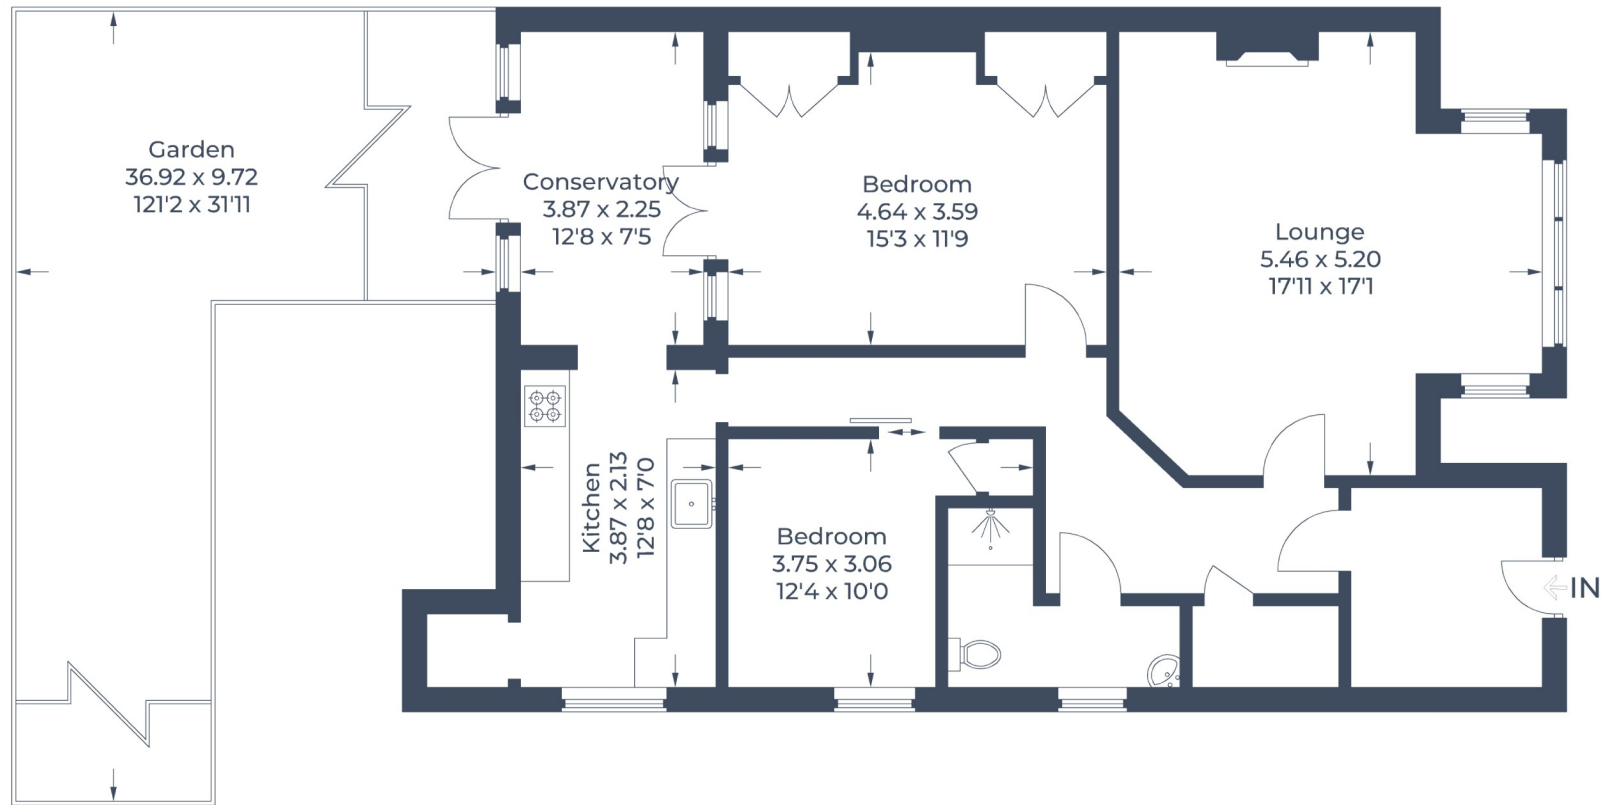 Garden
36.92 x 9.72
121'2 x 31'11
Conservatory
3.87 x 2.25
12'8 x 7'5
Bedroom
4.64 x 3.59
15'3 x 11'9
Lounge
5.46 x 5.20
17'11 x 17'1
Kitchen
3.87 x 2.13
12'8 x 7'0
Bedroom
3.75 x 3.06
12'4 x 10'0
IN